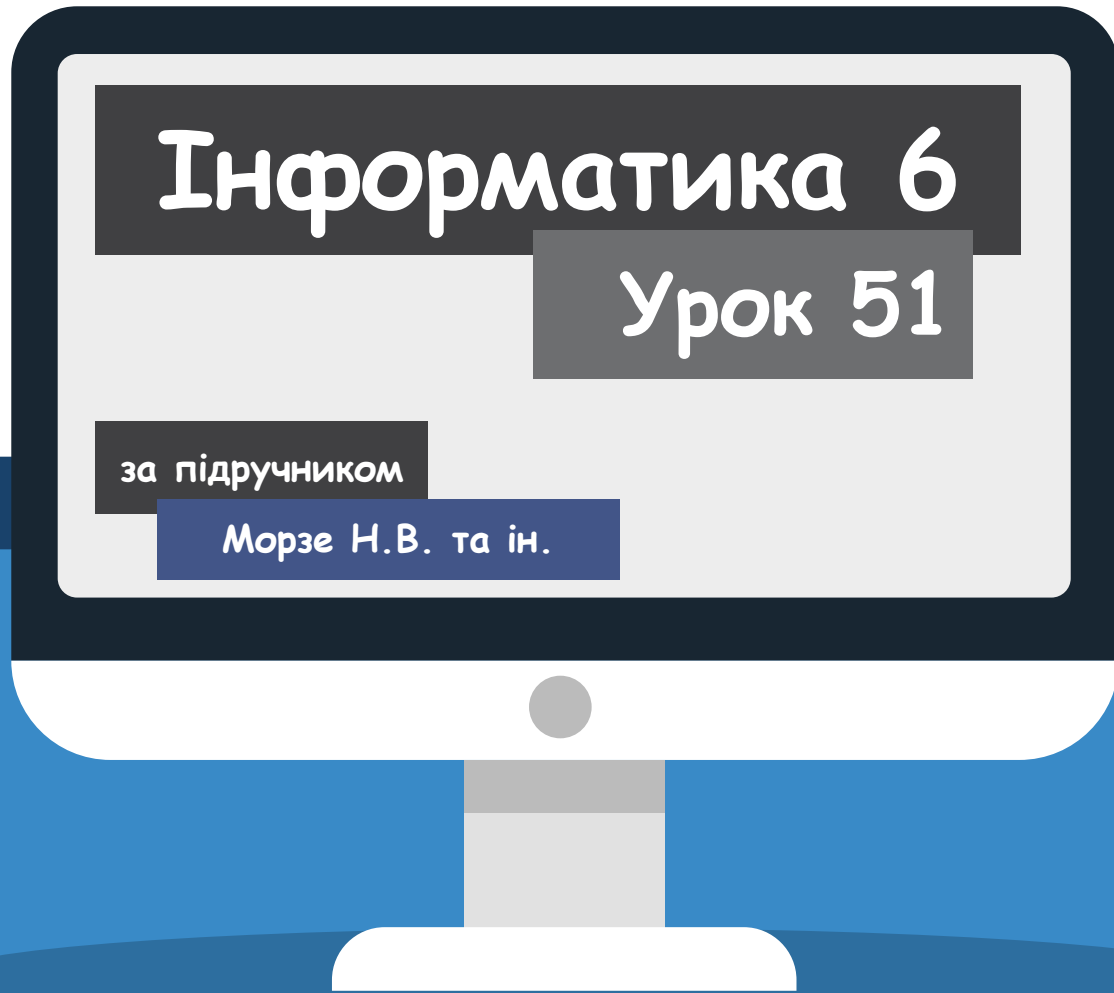 Інформатика 6
Урок 51
за підручником
Морзе Н.В. та ін.